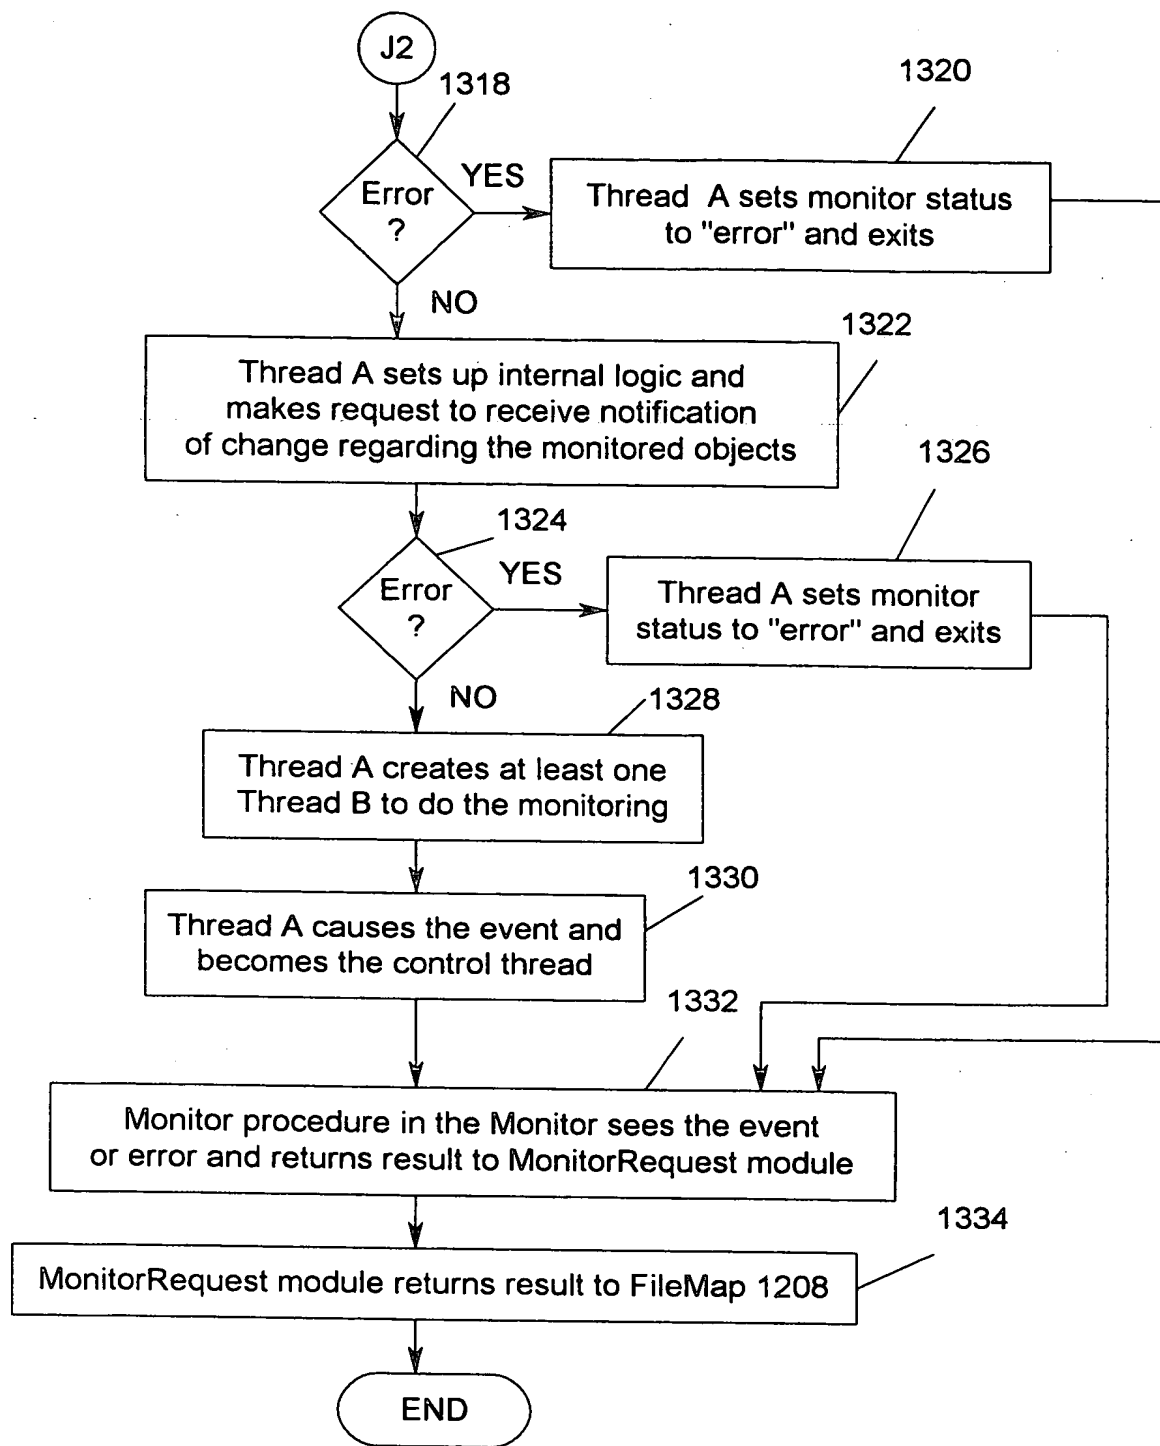 J2
1318
1320
Error
?
YES
Thread A sets monitor status
to "error" and exits
NO
1322
Thread A sets up internal logic and
makes request to receive notification
of change regarding the monitored objects
1324
1326
Error
?
YES
Thread A sets monitor
status to "error" and exits
NO
1328
Thread A creates at least one
Thread B to do the monitoring
1330
Thread A causes the event and
becomes the control thread
1332
Monitor procedure in the Monitor sees the event
or error and returns result to MonitorRequest module
1334
MonitorRequest module returns result to FileMap 1208
END